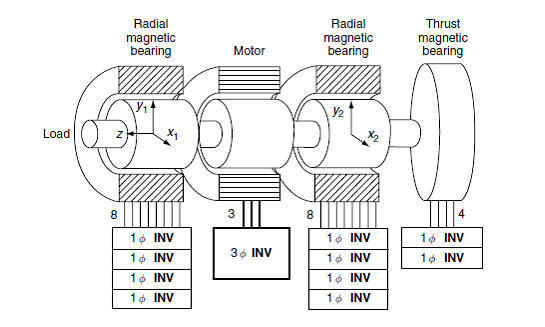 Radial
magnetic
bearing
Motor
Radial
magnetic
bearing
Thrust
magnetic
bearing
Load
y1
z
x1
y2
x2
8
3
8
4
1ϕ INV
1ϕ INV
1ϕ INV
1ϕ INV
3ϕ INV
1ϕ INV
1ϕ INV
1ϕ INV
1ϕ INV
1ϕ INV
1ϕ INV